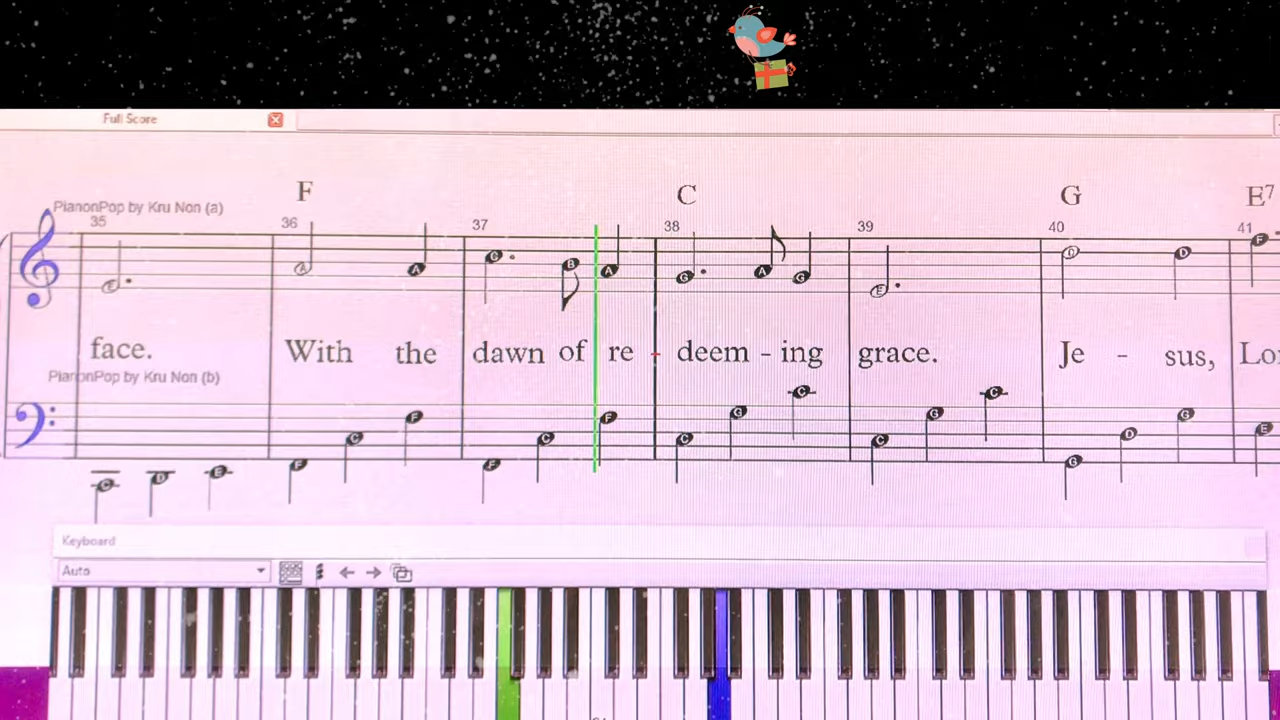 Full Score
F C G E7
PianonPop by Kru Non (a)
35 36 37 38 39 40 41
E A A C B A G A G E D D F
face. With the dawn of re - deem - ing grace. Je - sus,
PianonPop by Kru Non (b)
C D E F C F F C F C G C C G C G D G E
Keyboard
Auto